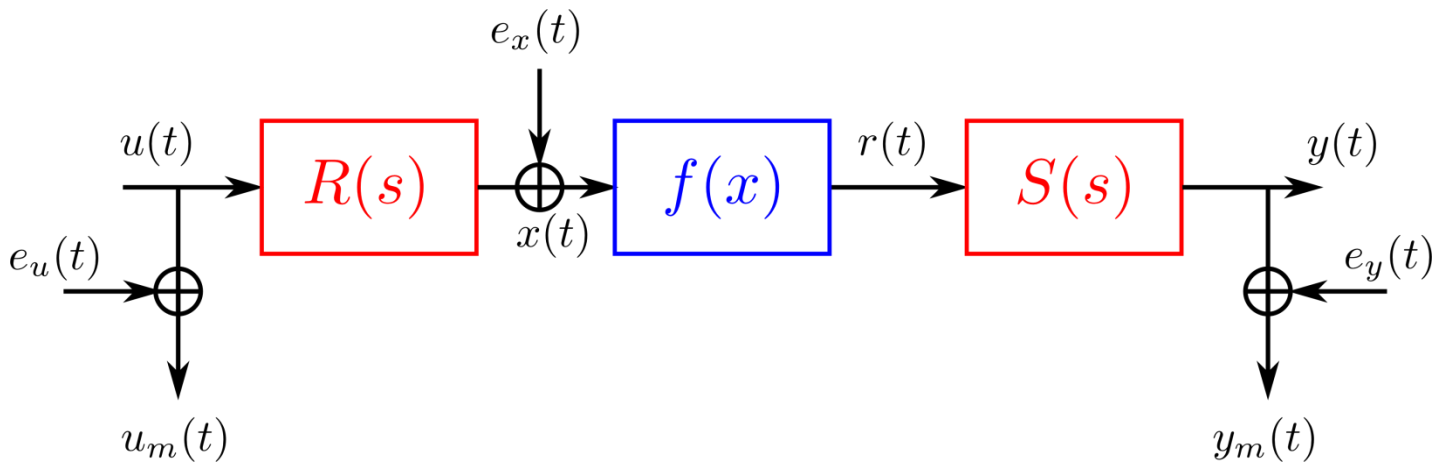 e_x(t)
u(t)
R(s)
x(t)
f(x)
r(t)
S(s)
y(t)
e_u(t)
e_y(t)
u_m(t)
y_m(t)